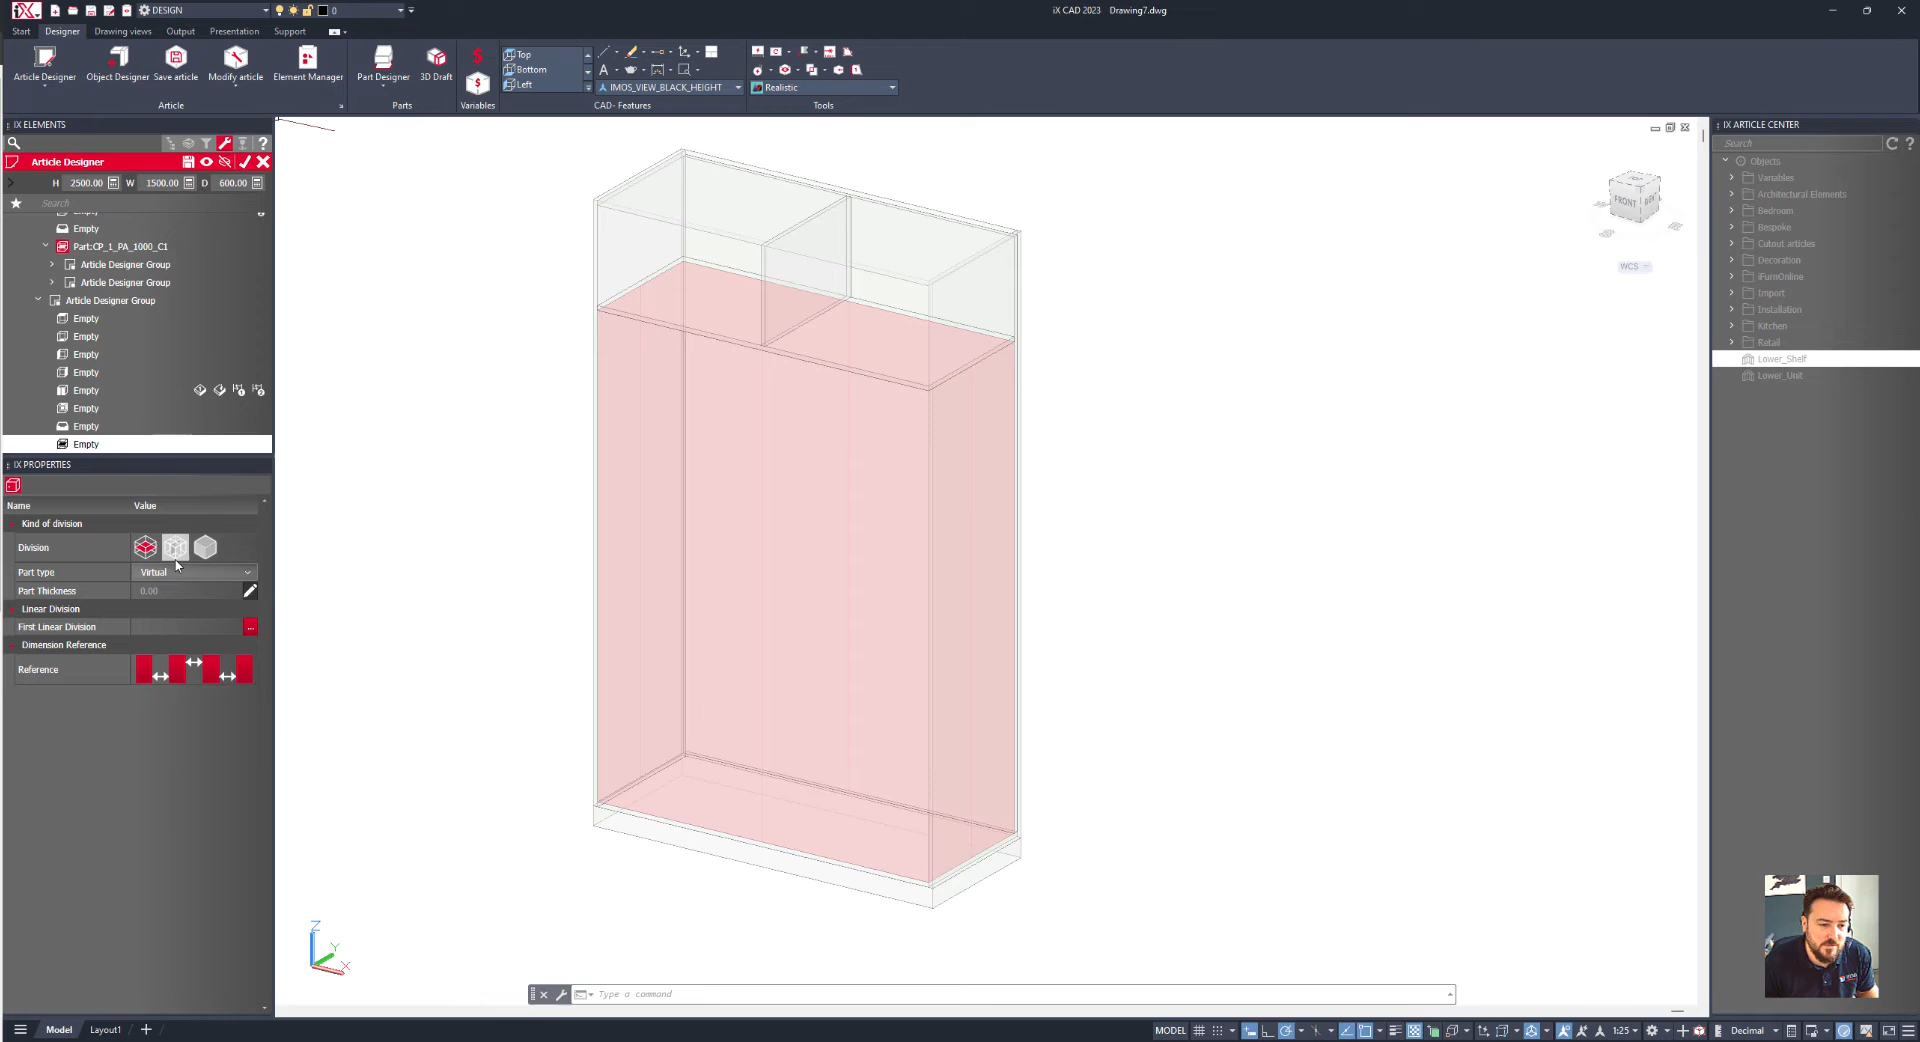 DESIGN
0
iX CAD 2023 Drawing7.dwg
Start Designer Drawing views Output Presentation Support
Article Designer Object Designer Save article Modify article Element Manager Part Designer 3D Draft
Top
Bottom
Left
IMOS_VIEW_BLACK_HEIGHT
Realistic
Article Parts Variables CAD- Features Tools
IX ELEMENTS
Article Designer
H 2500.00 W 1500.00 D 600.00
Search
Empty
Empty
Part:CP_1_PA_1000_C1
Article Designer Group
Article Designer Group
Article Designer Group
Empty
Empty
Empty
Empty
Empty
Empty
Empty
Empty
IX PROPERTIES
Name Value
Kind of division
Division
Part type Virtual
Part Thickness 0.00
Linear Division
First Linear Division ...
Dimension Reference
Reference
FRONT
WCS
Z
Y
X
Type a command
IX ARTICLE CENTER
Search
Objects
Variables
Architectural Elements
Bedroom
Bespoke
Cutout articles
Decoration
iFurnOnline
Import
Installation
Kitchen
Retail
Lower_Shelf
Lower_Unit
Model Layout1
MODEL 1:25 Decimal